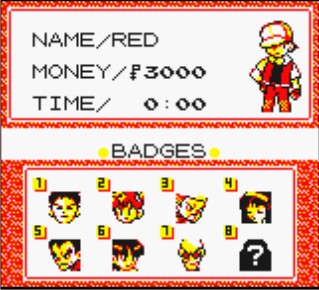 NAME/RED
MONEY/₽3000
TIME/ 0:00
BADGES
1 2 3 4
5 6 7 8
?